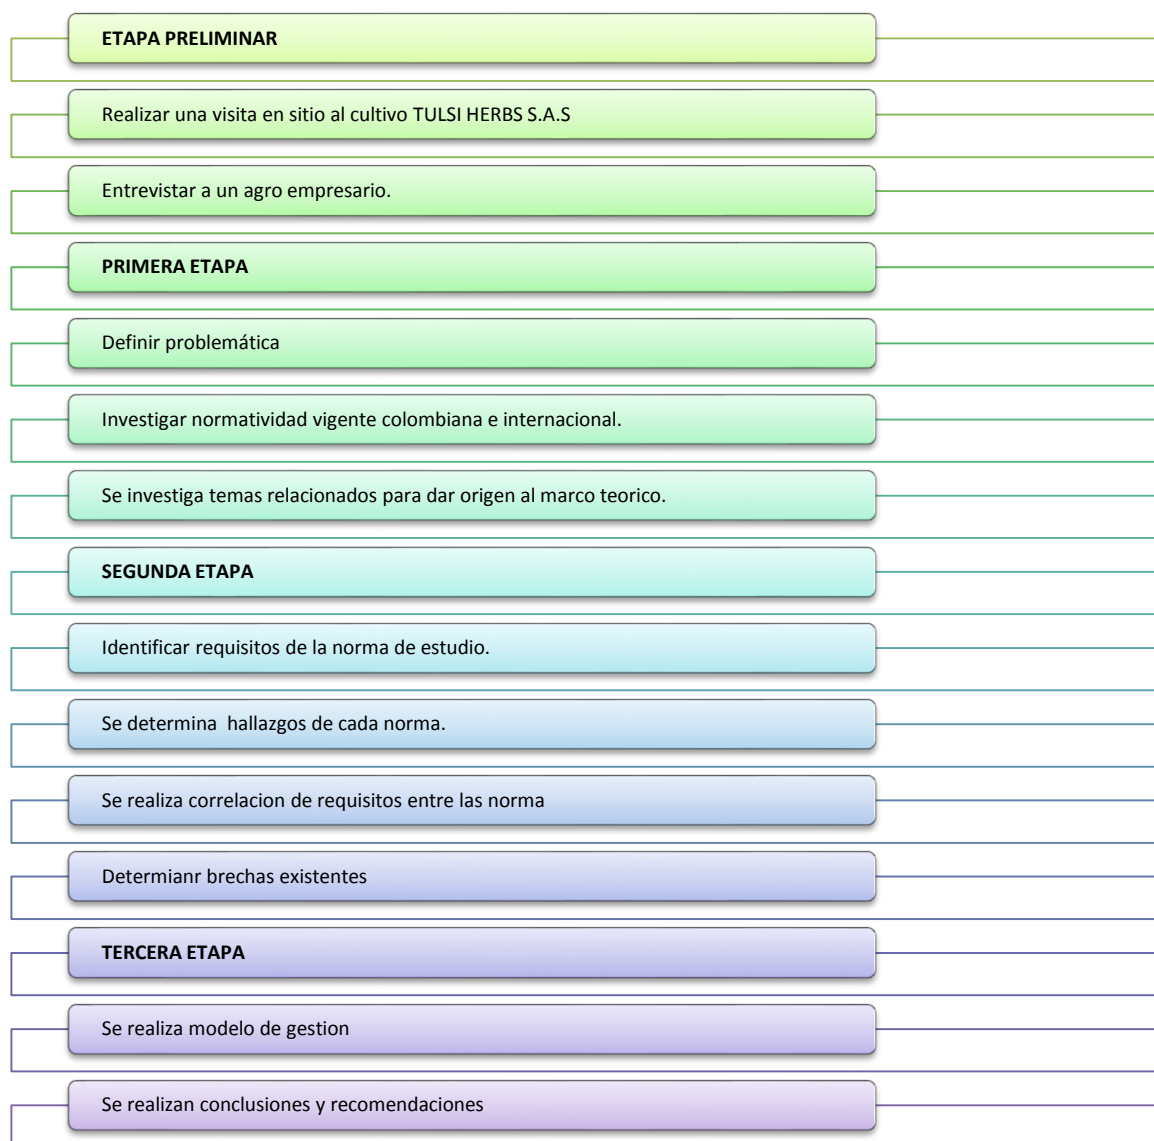 ETAPA PRELIMINAR
Realizar una visita en sitio al cultivo TULSI HERBS S.A.S
Entrevistar a un agro empresario.
PRIMERA ETAPA
Definir problemática
Investigar normatividad vigente colombiana e internacional.
Se investiga temas relacionados para dar origen al marco teorico.
SEGUNDA ETAPA
Identificar requisitos de la norma de estudio.
Se determina  hallazgos de cada norma.
Se realiza correlacion de requisitos entre las norma
Determianr brechas existentes
TERCERA ETAPA
Se realiza modelo de gestion
Se realizan conclusiones y recomendaciones